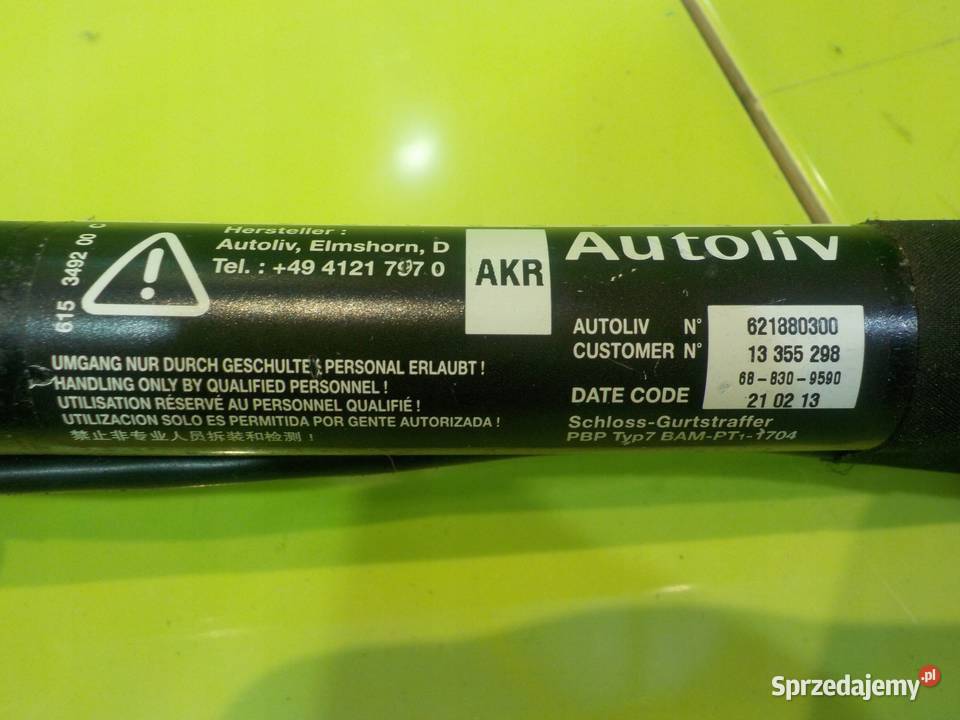 615 3492 00 C
Hersteller :
Autoliv, Elmshorn, D
Tel. : +49 4121 797 0
AKR
Autoliv
AUTOLIV N° 621880300
CUSTOMER N° 13 355 298
68-830-9590
DATE CODE 21 02 13
Schloss-Gurtstraffer
PBP Typ7 BAM-PT1-1704
UMGANG NUR DURCH GESCHULTES PERSONAL ERLAUBT !
HANDLING ONLY BY QUALIFIED PERSONNEL !
UTILISATION RÉSERVÉ AU PERSONNEL QUALIFIÉ !
UTILIZACION SOLO ES PERMITIDA POR GENTE AUTORIZADA !
禁止非专业人员拆装和检测 !
Sprzedajemy.pl